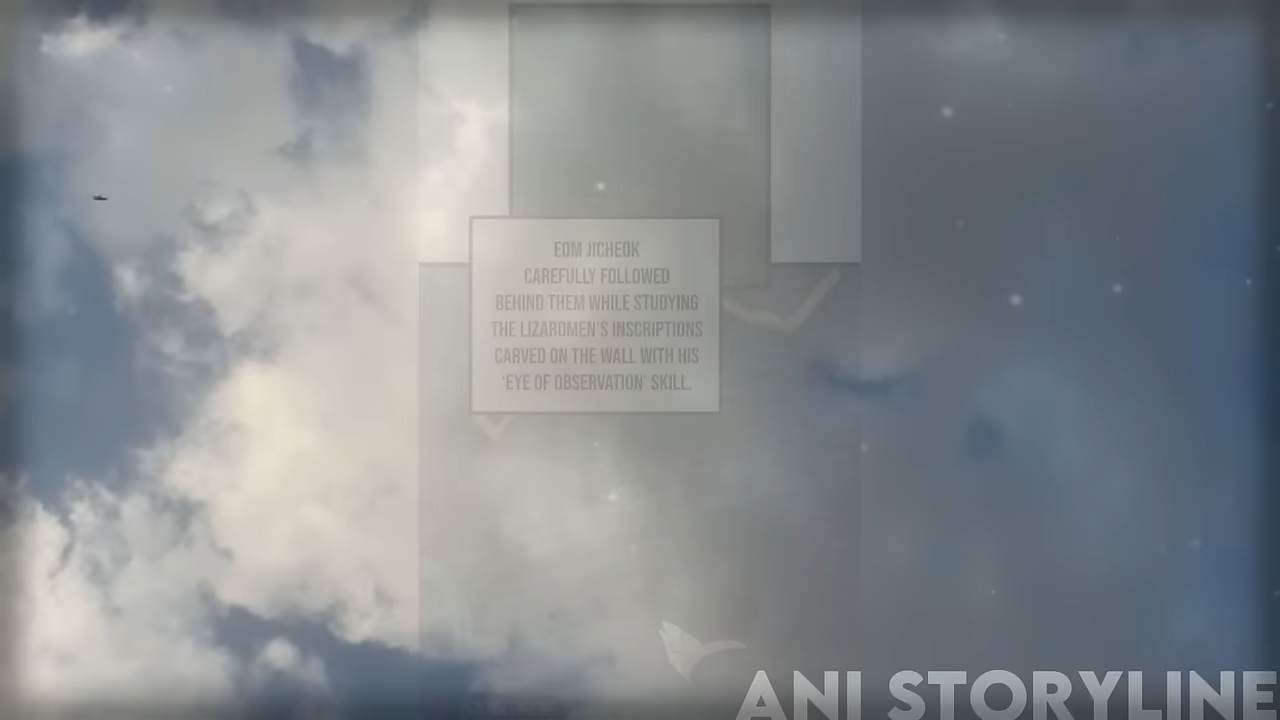 EOM JICHEOK
CAREFULLY FOLLOWED
BEHIND THEM WHILE STUDYING
THE LIZARDMEN'S INSCRIPTIONS
CARVED ON THE WALL WITH HIS
'EYE OF OBSERVATION' SKILL.
ANI STORYLINE